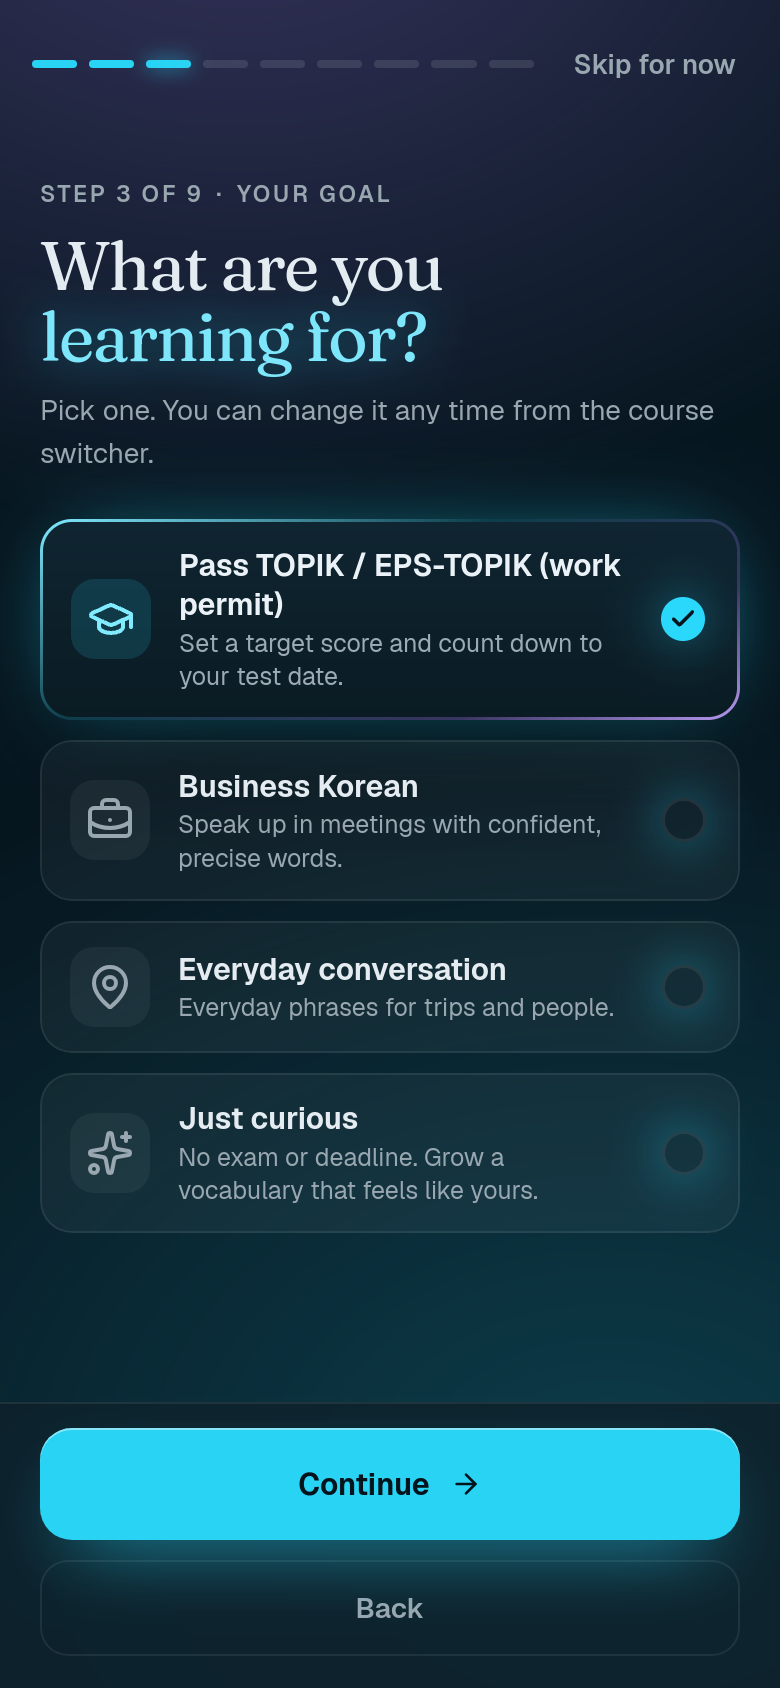 Skip for now
STEP 3 OF 9 · YOUR GOAL
What are you
learning for?
Pick one. You can change it any time from the course
switcher.
Pass TOPIK / EPS-TOPIK (work
permit)
Set a target score and count down to
your test date.
Business Korean
Speak up in meetings with confident,
precise words.
Everyday conversation
Everyday phrases for trips and people.
Just curious
No exam or deadline. Grow a
vocabulary that feels like yours.
Continue →
Back